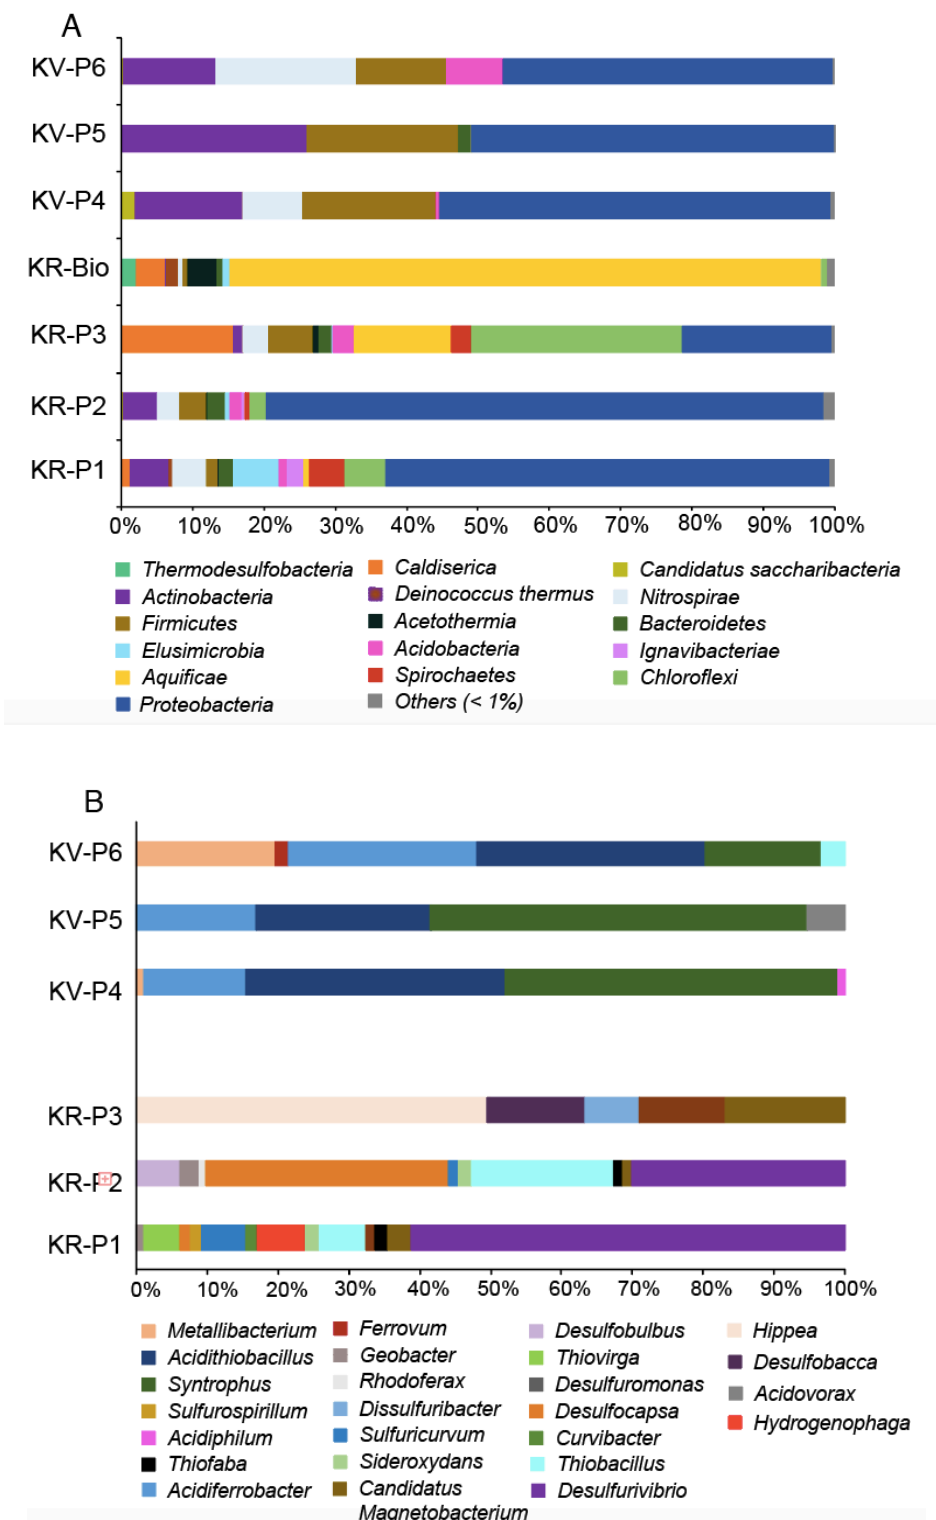 A
KV-P6
KV-P5
KV-P4
KR-Bio
KR-P3
KR-P2
KR-P1
0% 10% 20% 30% 40% 50% 60% 70% 80% 90% 100%
Thermodesulfobacteria Caldiserica Candidatus saccharibacteria
Actinobacteria Deinococcus thermus Nitrospirae
Firmicutes Acetothermia Bacteroidetes
Elusimicrobia Acidobacteria Ignavibacteriae
Aquificae Spirochaetes Chloroflexi
Proteobacteria Others (< 1%)
B
KV-P6
KV-P5
KV-P4
KR-P3
KR-P2
KR-P1
0% 10% 20% 30% 40% 50% 60% 70% 80% 90% 100%
Metallibacterium Ferrovum Desulfobulbus Hippea
Acidithiobacillus Geobacter Thiovirga Desulfobacca
Syntrophus Rhodoferax Desulfuromonas Acidovorax
Sulfurospirillum Dissulfuribacter Desulfocapsa Hydrogenophaga
Acidiphilum Sulfuricurvum Curvibacter
Thiofaba Sideroxydans Thiobacillus
Acidiferrobacter Candidatus Desulfurivibrio
Magnetobacterium